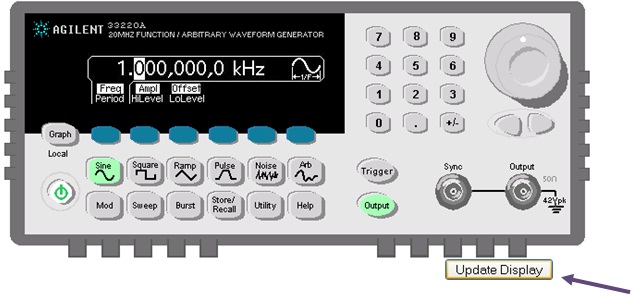 AGILENT 33220A
20MHZ FUNCTION / ARBITRARY WAVEFORM GENERATOR
1.000,000,0 kHz
1/F
Freq Ampl Offset
Period HiLevel LoLevel
7 8 9
4 5 6
1 2 3
0 . +/-
Graph
Local
Sine Square Ramp Pulse Noise Arb
Mod Sweep Burst Store/
Recall Utility Help
Trigger
Output
Sync Output
50Ω
42Vpk
Update Display